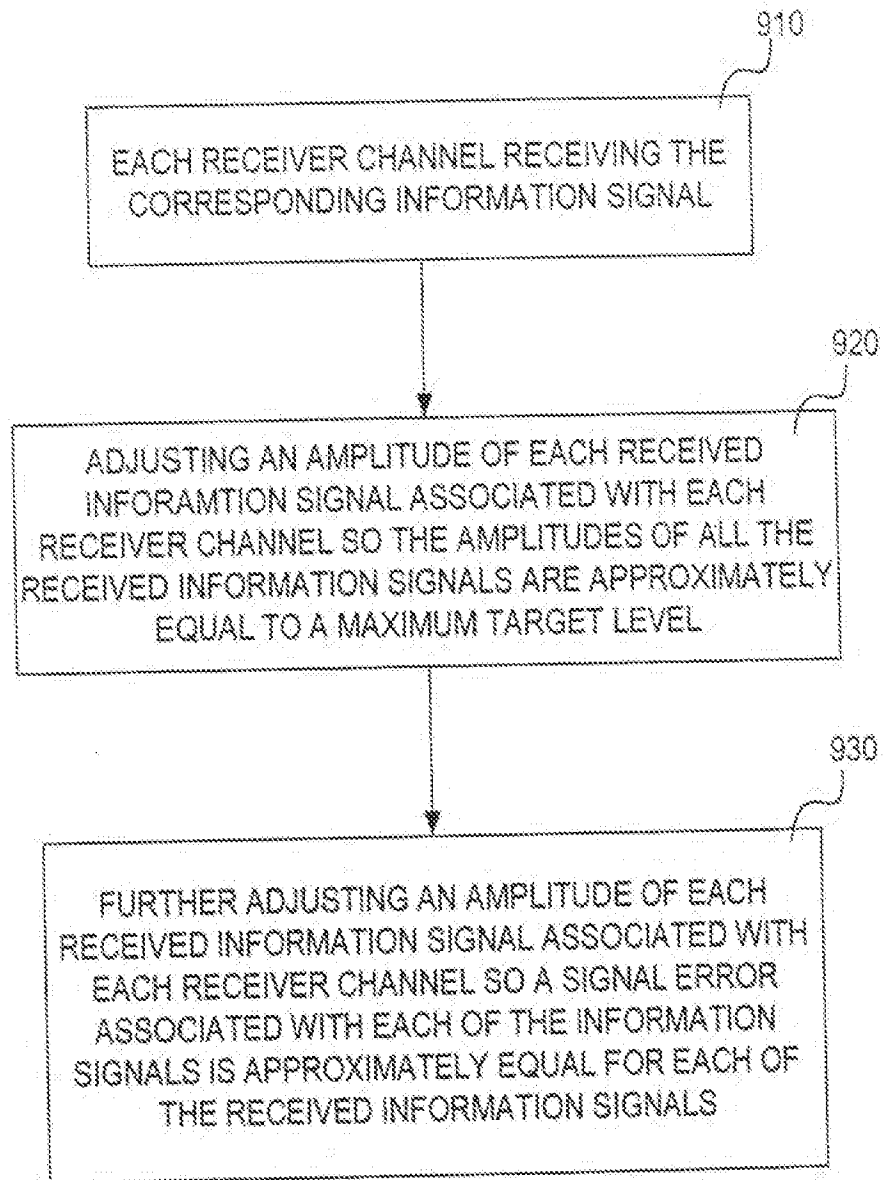 910
EACH RECEIVER CHANNEL RECEIVING THE
CORRESPONDING INFORMATION SIGNAL
920
ADJUSTING AN AMPLITUDE OF EACH RECEIVED
INFORAMTION SIGNAL ASSOCIATED WITH EACH
RECEIVER CHANNEL SO THE AMPLITUDES OF ALL THE
RECEIVED INFORMATION SIGNALS ARE APPROXIMATELY
EQUAL TO A MAXIMUM TARGET LEVEL
930
FURTHER ADJUSTING AN AMPLITUDE OF EACH
RECEIVED INFORMATION SIGNAL ASSOCIATED WITH
EACH RECEIVER CHANNEL SO A SIGNAL ERROR
ASSOCIATED WITH EACH OF THE INFORMATION
SIGNALS IS APPROXIMATELY EQUAL FOR EACH OF
THE RECEIVED INFORMATION SIGNALS